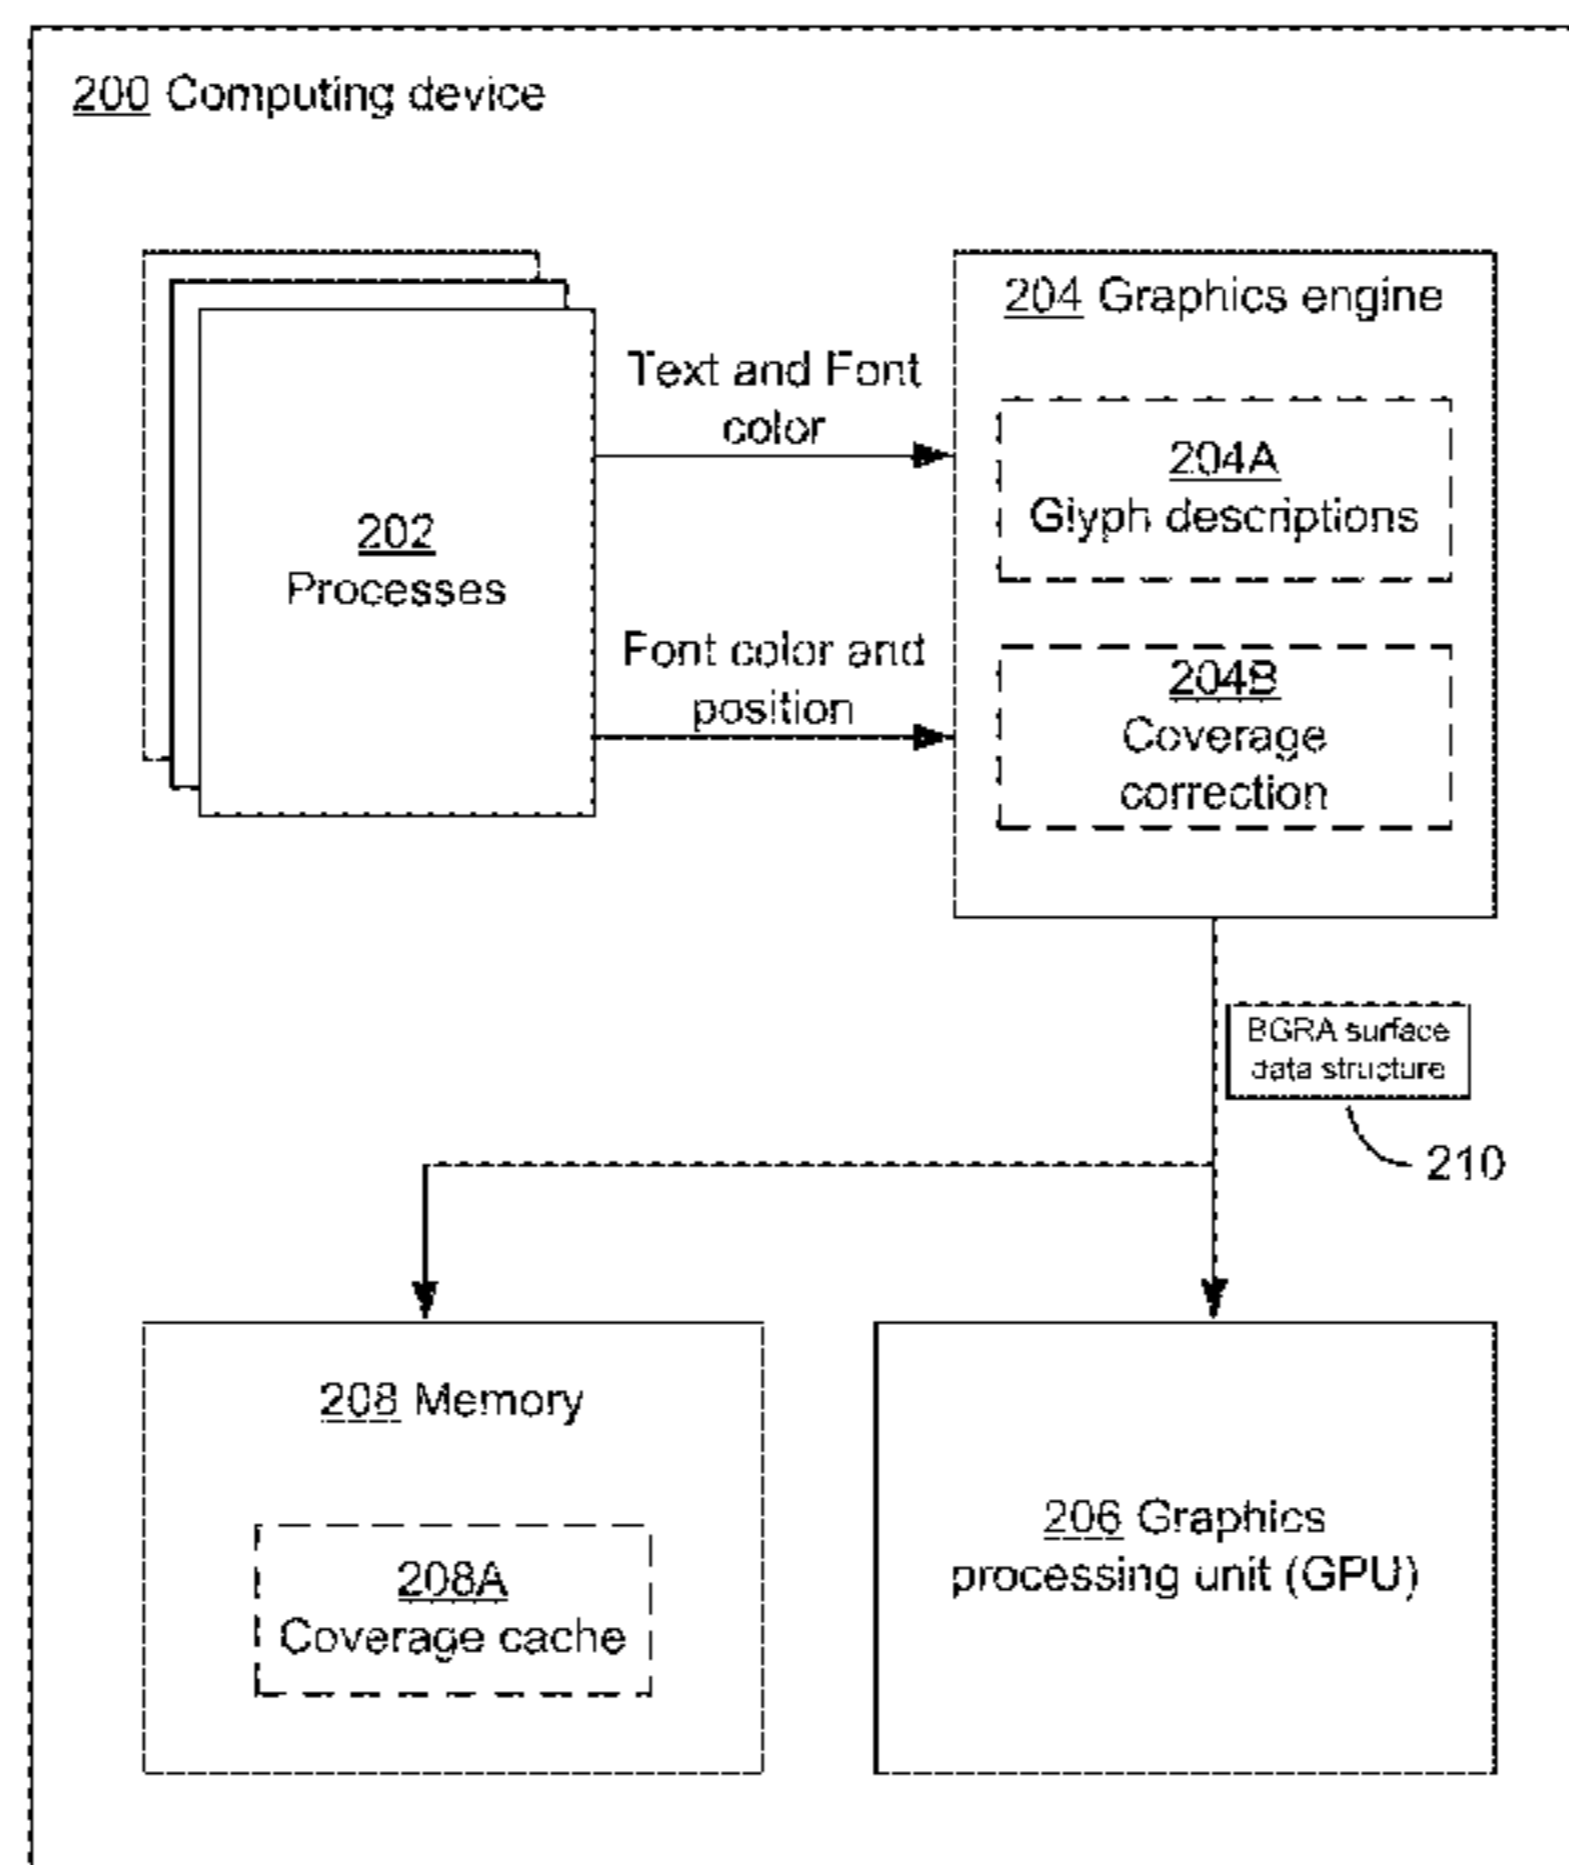 200 Computing device
204 Graphics engine
Text and Font
color
204A
Glyph descriptions
202
Processes
Font color and
position
204B
Coverage
correction
BGRA surface
data structure
210
208 Memory
206 Graphics
processing unit (GPU)
208A
Coverage cache